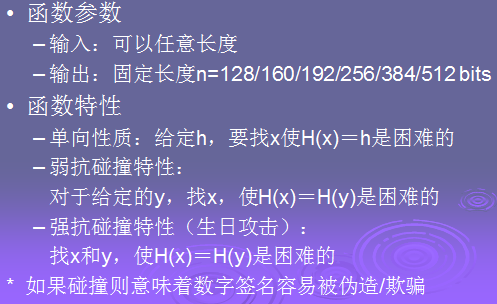 • 函数参数
–输入：可以任意长度
–输出：固定长度n=128/160/192/256/384/512 bits
• 函数特性
–单向性质：给定h，要找x使H(x)＝h是困难的
–弱抗碰撞特性：
对于给定的y，找x，使H(x)＝H(y)是困难的
–强抗碰撞特性（生日攻击）：
找x和y，使H(x)＝H(y)是困难的
* 如果碰撞则意味着数字签名容易被伪造/欺骗